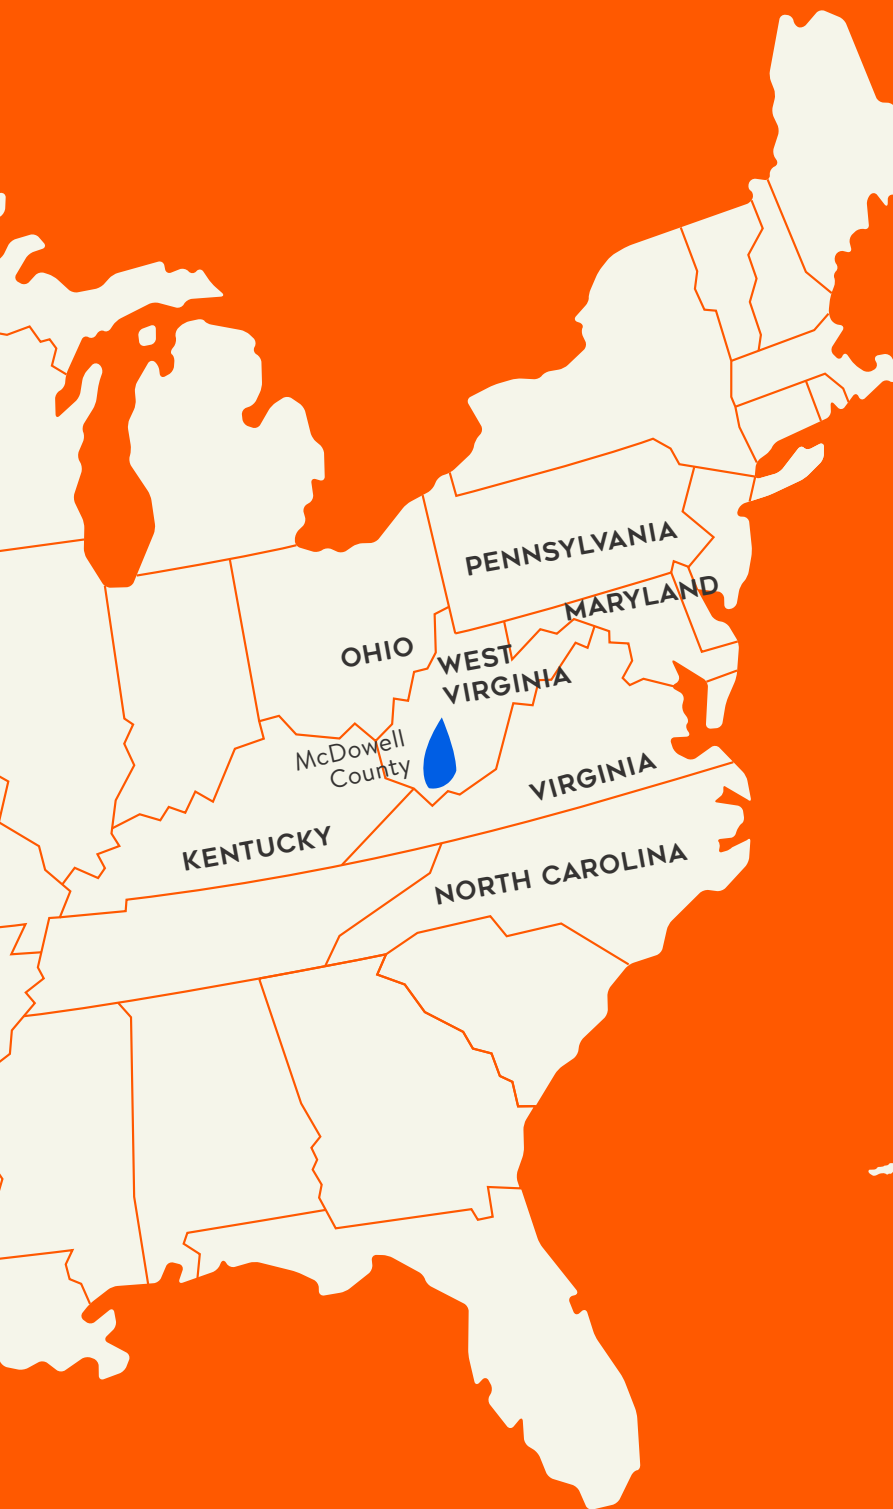 PENNSYLVANIA
MARYLAND
OHIO
WEST
VIRGINIA
McDowell
County
VIRGINIA
KENTUCKY
NORTH CAROLINA